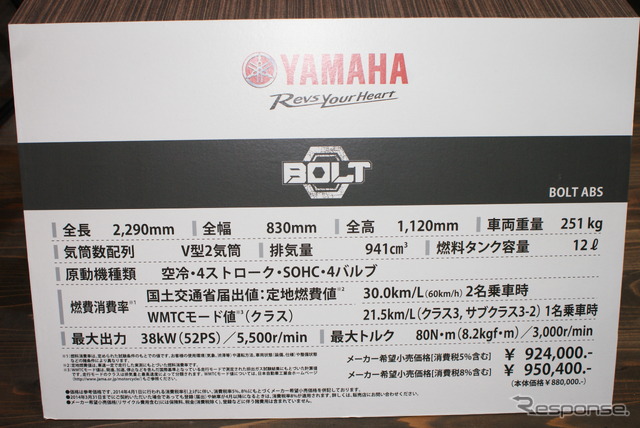 YAMAHA
Revs Your Heart
BOLT
BOLT ABS
全長 2,290mm 全幅 830mm 全高 1,120mm 車両重量 251kg
気筒数配列 V型2気筒 排気量 941cm³ 燃料タンク容量 12ℓ
原動機種類 空冷・4ストローク・SOHC・4バルブ
燃費消費率※1 国土交通省届出値:定地燃費値※2 30.0km/L(60km/h) 2名乗車時
WMTCモード値※3(クラス) 21.5km/L(クラス3, サブクラス3-2) 1名乗車時
最大出力 38kW(52PS)/5,500r/min 最大トルク 80N・m(8.2kgf・m)/3,000r/min
メーカー希望小売価格[消費税5%含む] ¥ 924,000.-
メーカー希望小売価格[消費税8%含む] ¥ 950,400.-
(本体価格¥880,000.-)
Response.